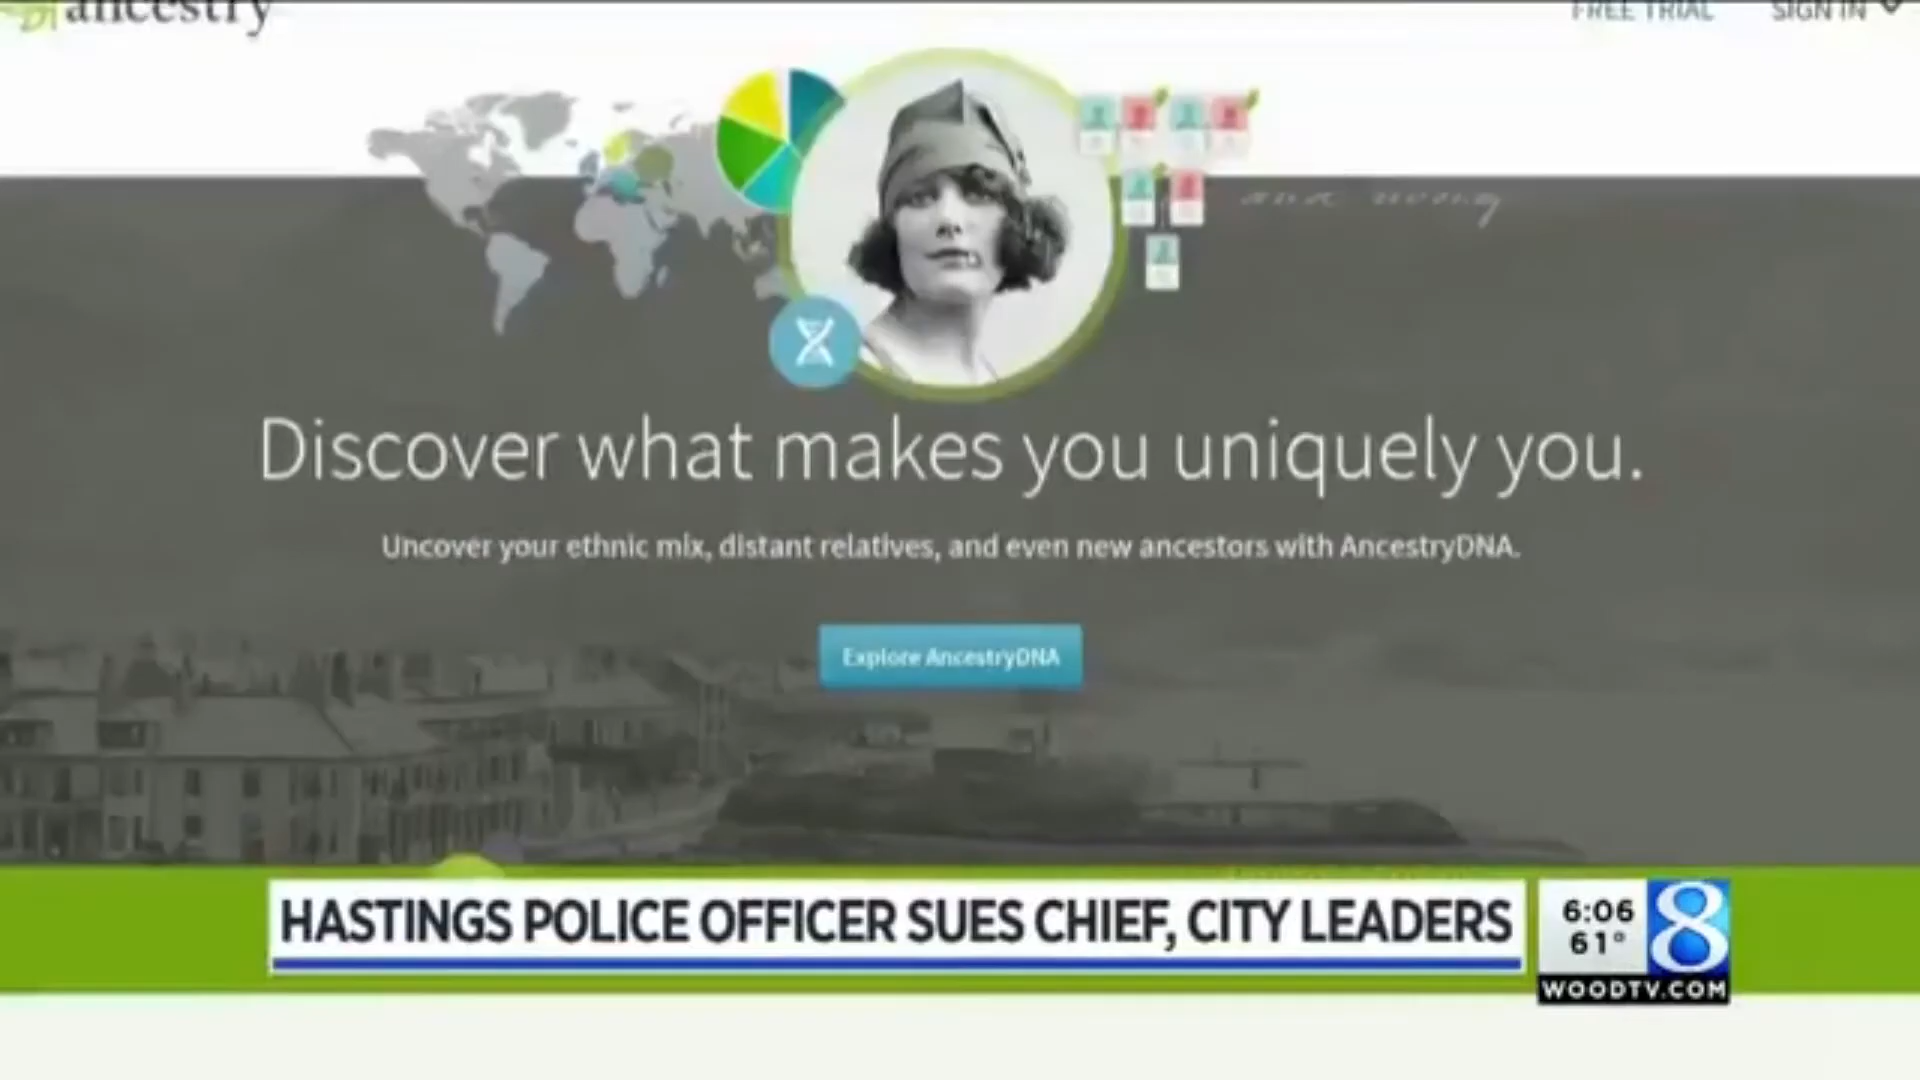 ancestry
FREE TRIAL
SIGN IN
and
Discover what makes you uniquely you.
Uncover your ethnic mix, distant relatives, and even new ancestors with AncestryDNA.
Explore AncestryDNA
HASTINGS POLICE OFFICER SUES CHIEF, CITY LEADERS
6:06
61°
8
WOODTV.COM